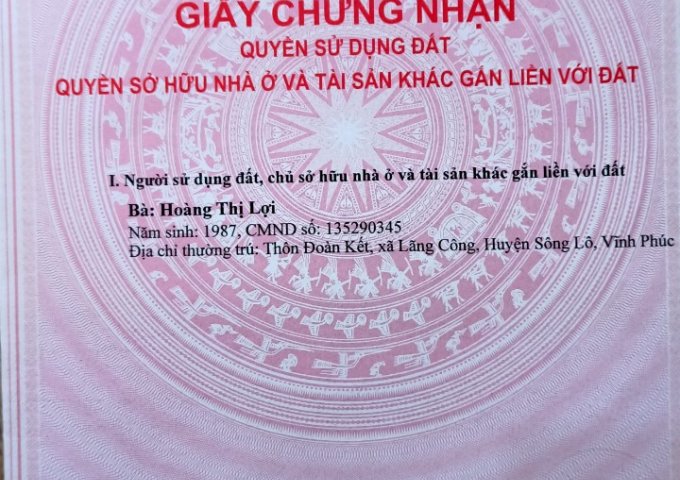 GIẤY CHỨNG NHẬN
QUYỀN SỬ DỤNG ĐẤT
QUYỀN SỞ HỮU NHÀ Ở VÀ TÀI SẢN KHÁC GẮN LIỀN VỚI ĐẤT
I. Người sử dụng đất, chủ sở hữu nhà ở và tài sản khác gắn liền với đất
Bà: Hoàng Thị Lợi
Năm sinh: 1987, CMND số: 135290345
Địa chỉ thường trú: Thôn Đoàn Kết, xã Lãng Công, Huyện Sông Lô, Vĩnh Phúc